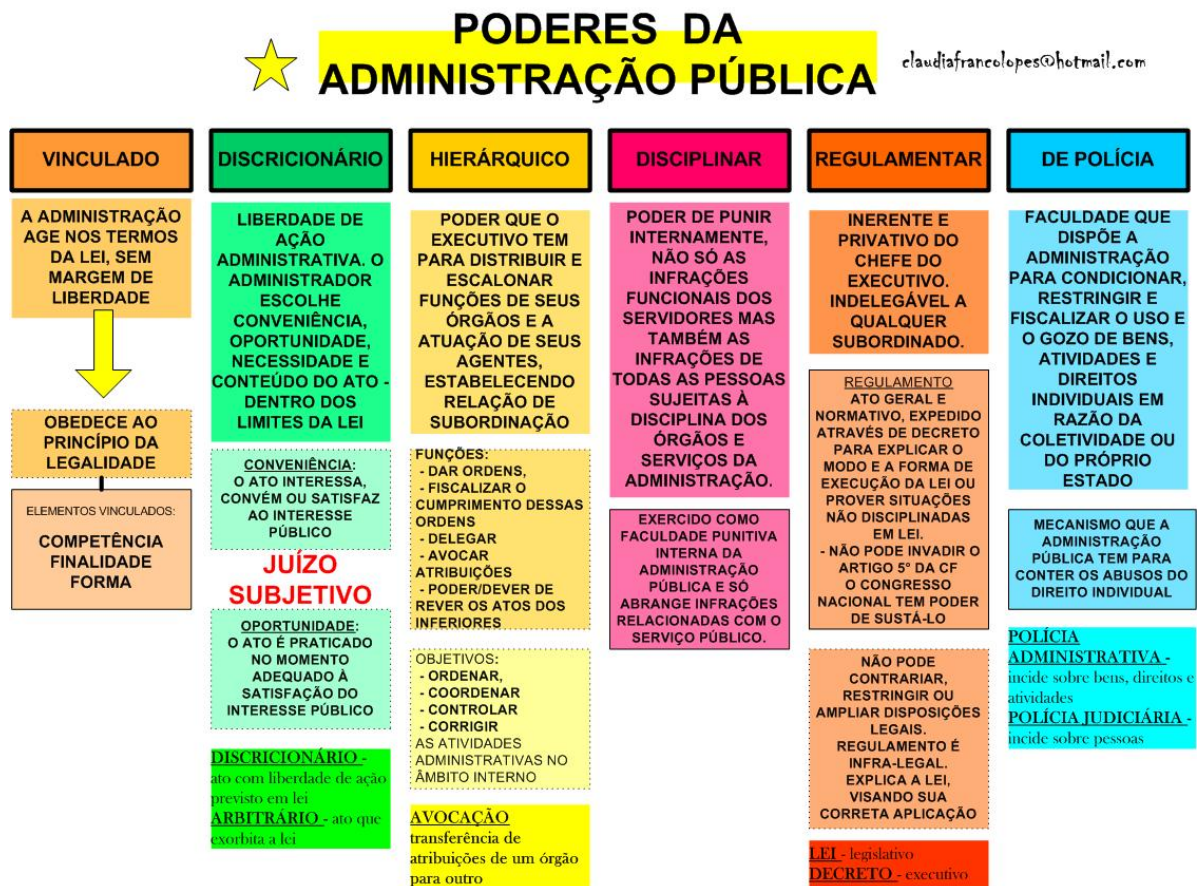 PODERES DA
ADMINISTRAÇÃO PÚBLICA
claudiafrancolopes@hotmail.com
VINCULADO
A ADMINISTRAÇÃO
AGE NOS TERMOS
DA LEI, SEM
MARGEM DE
LIBERDADE
OBEDECE AO
PRINCÍPIO DA
LEGALIDADE
ELEMENTOS VINCULADOS:
COMPETÊNCIA
FINALIDADE
FORMA
DISCRICIONÁRIO
LIBERDADE DE
AÇÃO
ADMINISTRATIVA. O
ADMINISTRADOR
ESCOLHE
CONVENIÊNCIA,
OPORTUNIDADE,
NECESSIDADE E
CONTEÚDO DO ATO -
DENTRO DOS
LIMITES DA LEI
CONVENIÊNCIA:
O ATO INTERESSA,
CONVÉM OU SATISFAZ
AO INTERESSE
PÚBLICO
JUÍZO
SUBJETIVO
OPORTUNIDADE:
O ATO É PRATICADO
NO MOMENTO
ADEQUADO À
SATISFAÇÃO DO
INTERESSE PÚBLICO
DISCRICIONÁRIO -
ato com liberdade de ação
previsto em lei
ARBITRÁRIO - ato que
exorbita a lei
HIERÁRQUICO
PODER QUE O
EXECUTIVO TEM
PARA DISTRIBUIR E
ESCALONAR
FUNÇÕES DE SEUS
ÓRGÃOS E A
ATUAÇÃO DE SEUS
AGENTES,
ESTABELECENDO
RELAÇÃO DE
SUBORDINAÇÃO
FUNÇÕES:
- DAR ORDENS,
- FISCALIZAR O
CUMPRIMENTO DESSAS
ORDENS
- DELEGAR
- AVOCAR
ATRIBUIÇÕES
- PODER/DEVER DE
REVER OS ATOS DOS
INFERIORES
OBJETIVOS:
- ORDENAR,
- COORDENAR
- CONTROLAR
- CORRIGIR
AS ATIVIDADES
ADMINISTRATIVAS NO
ÂMBITO INTERNO
AVOCAÇÃO
transferência de
atribuições de um órgão
para outro
DISCIPLINAR
PODER DE PUNIR
INTERNAMENTE,
NÃO SÓ AS
INFRAÇÕES
FUNCIONAIS DOS
SERVIDORES MAS
TAMBÉM AS
INFRAÇÕES DE
TODAS AS PESSOAS
SUJEITAS À
DISCIPLINA DOS
ÓRGÃOS E
SERVIÇOS DA
ADMINISTRAÇÃO.
EXERCIDO COMO
FACULDADE PUNITIVA
INTERNA DA
ADMINISTRAÇÃO
PÚBLICA E SÓ
ABRANGE INFRAÇÕES
RELACIONADAS COM O
SERVIÇO PÚBLICO.
REGULAMENTAR
INERENTE E
PRIVATIVO DO
CHEFE DO
EXECUTIVO.
INDELEGÁVEL A
QUALQUER
SUBORDINADO.
REGULAMENTO
ATO GERAL E
NORMATIVO, EXPEDIDO
ATRAVÉS DE DECRETO
PARA EXPLICAR O
MODO E A FORMA DE
EXECUÇÃO DA LEI OU
PROVER SITUAÇÕES
NÃO DISCIPLINADAS
EM LEI.
- NÃO PODE INVADIR O
ARTIGO 5º DA CF
O CONGRESSO
NACIONAL TEM PODER
DE SUSTÁ-LO
NÃO PODE
CONTRARIAR,
RESTRINGIR OU
AMPLIAR DISPOSIÇÕES
LEGAIS.
REGULAMENTO É
INFRA-LEGAL.
EXPLICA A LEI,
VISANDO SUA
CORRETA APLICAÇÃO
LEI - legislativo
DECRETO - executivo
DE POLÍCIA
FACULDADE QUE
DISPÕE A
ADMINISTRAÇÃO
PARA CONDICIONAR,
RESTRINGIR E
FISCALIZAR O USO E
O GOZO DE BENS,
ATIVIDADES E
DIREITOS
INDIVIDUAIS EM
RAZÃO DA
COLETIVIDADE OU
DO PRÓPRIO
ESTADO
MECANISMO QUE A
ADMINISTRAÇÃO
PÚBLICA TEM PARA
CONTER OS ABUSOS DO
DIREITO INDIVIDUAL
POLÍCIA
ADMINISTRATIVA -
incide sobre bens, direitos e
atividades
POLÍCIA JUDICIÁRIA -
incide sobre pessoas